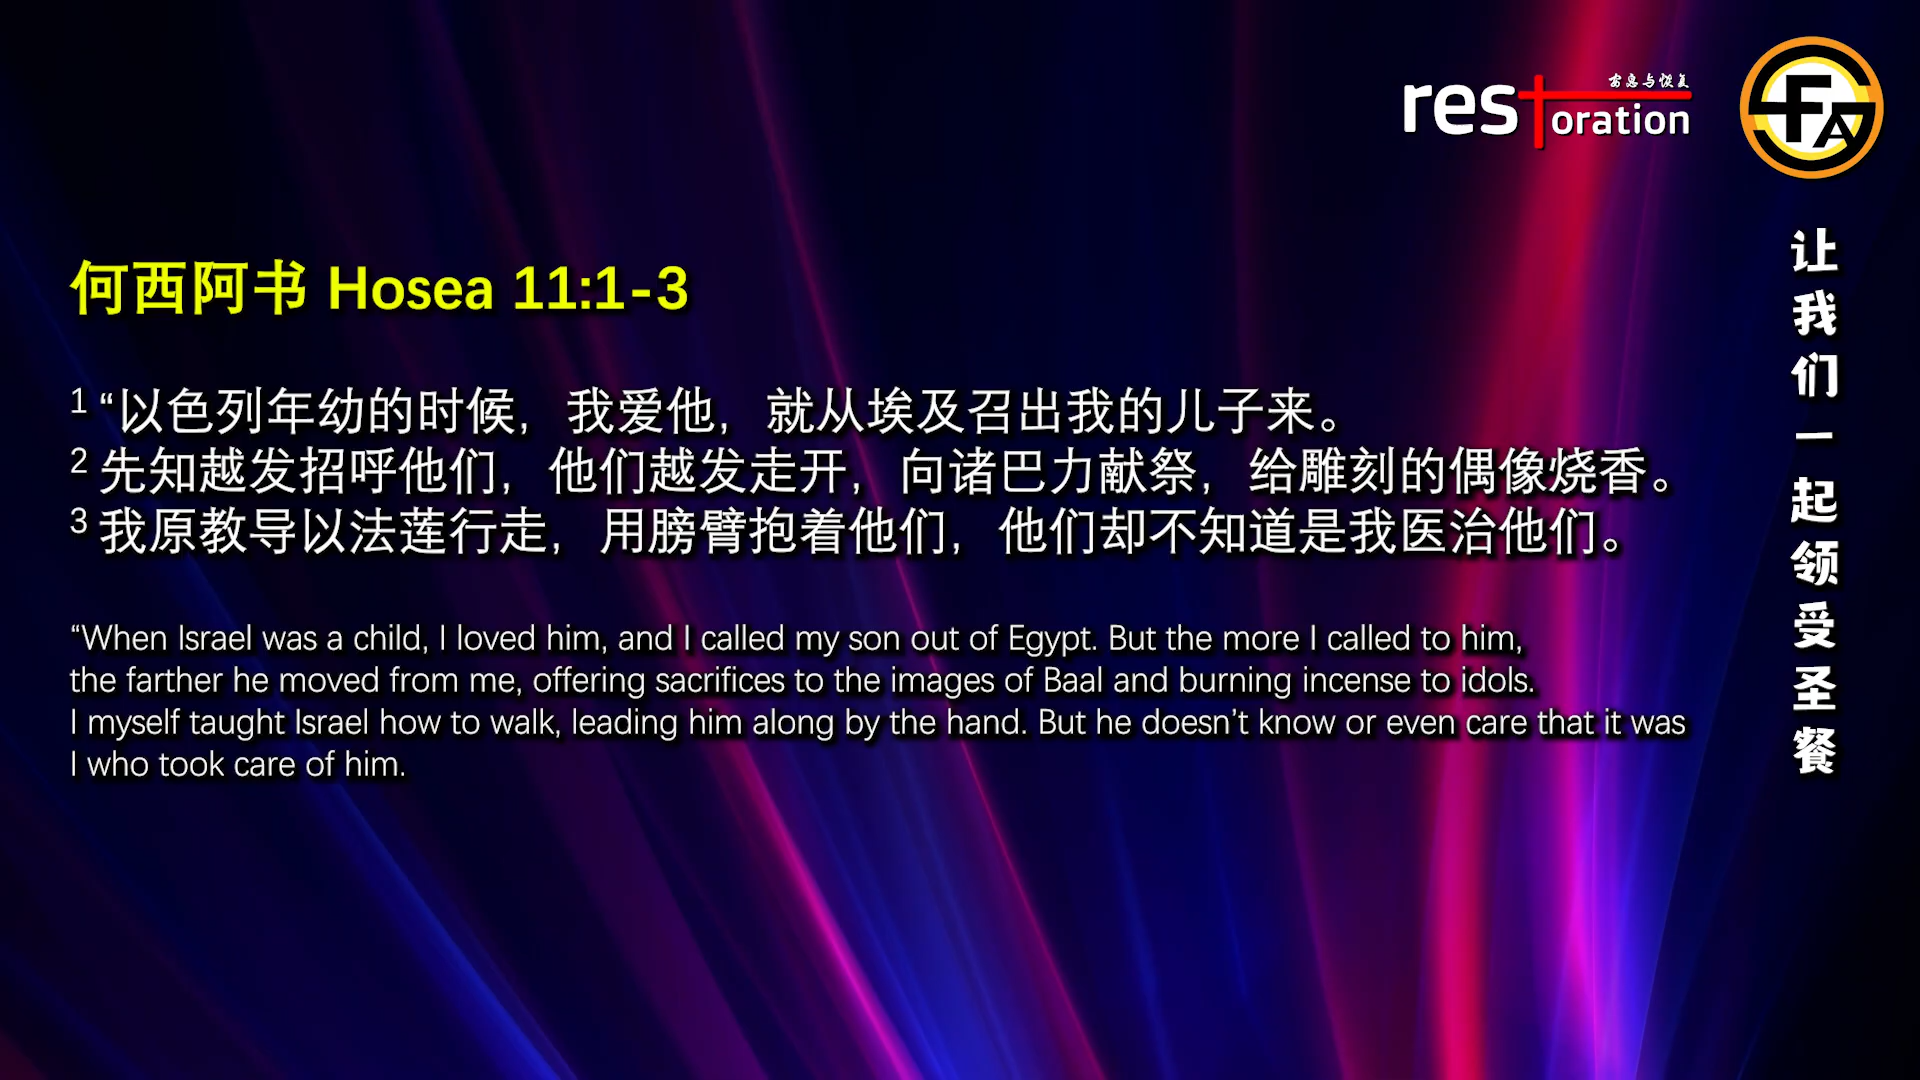 安息与恢复
restoration
SFGA
何西阿书 Hosea 11:1-3
1 “以色列年幼的时候，我爱他，就从埃及召出我的儿子来。
2 先知越发招呼他们，他们越发走开，向诸巴力献祭，给雕刻的偶像烧香。
3 我原教导以法莲行走，用膀臂抱着他们，他们却不知道是我医治他们。
“When Israel was a child, I loved him, and I called my son out of Egypt. But the more I called to him,
the farther he moved from me, offering sacrifices to the images of Baal and burning incense to idols.
I myself taught Israel how to walk, leading him along by the hand. But he doesn’t know or even care that it was
I who took care of him.
让我们一起领受圣餐